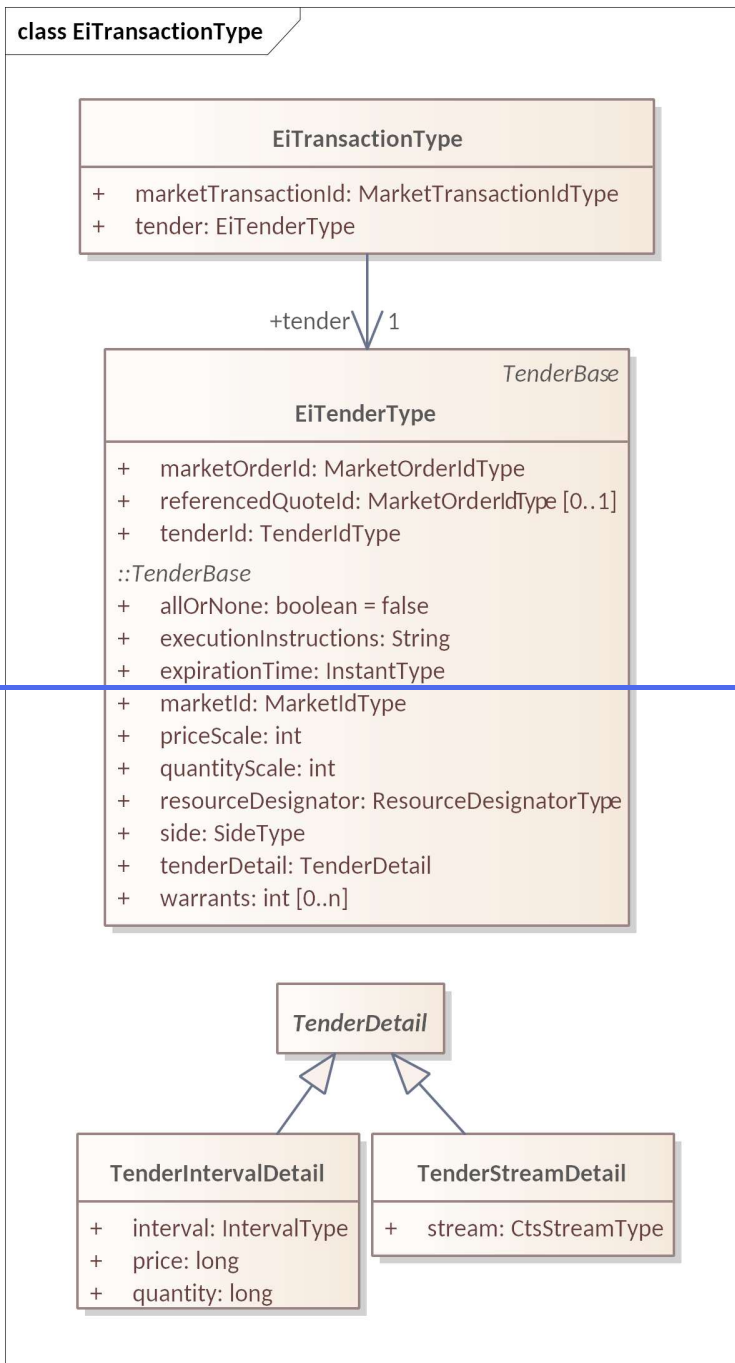 class EiTransactionType
EiTransactionType
+ marketTransactionId: MarketTransactionIdType
+ tender: EiTenderType
+tender 1
TenderBase
EiTenderType
+ marketOrderId: MarketOrderIdType
+ referencedQuoteId: MarketOrderIdType [0..1]
+ tenderId: TenderIdType
::TenderBase
+ allOrNone: boolean = false
+ executionInstructions: String
+ expirationTime: InstantType
+ marketId: MarketIdType
+ priceScale: int
+ quantityScale: int
+ resourceDesignator: ResourceDesignatorType
+ side: SideType
+ tenderDetail: TenderDetail
+ warrants: int [0..n]
TenderDetail
TenderIntervalDetail
+ interval: IntervalType
+ price: long
+ quantity: long
TenderStreamDetail
+ stream: CtsStreamType